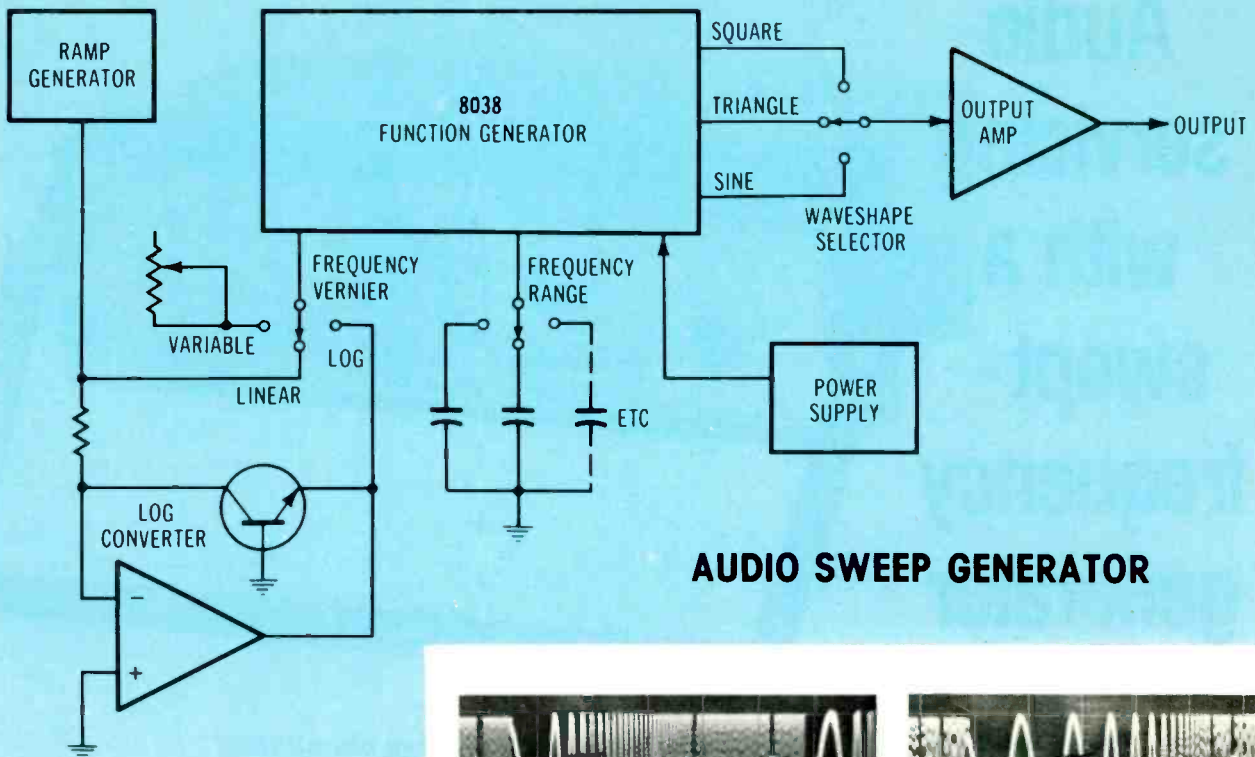 RAMP
GENERATOR
8038
FUNCTION GENERATOR
SQUARE
TRIANGLE
SINE
WAVESHAPE
SELECTOR
OUTPUT
AMP
OUTPUT
FREQUENCY
VERNIER
FREQUENCY
RANGE
VARIABLE
LOG
LINEAR
ETC
POWER
SUPPLY
LOG
CONVERTER
−
+
AUDIO SWEEP GENERATOR